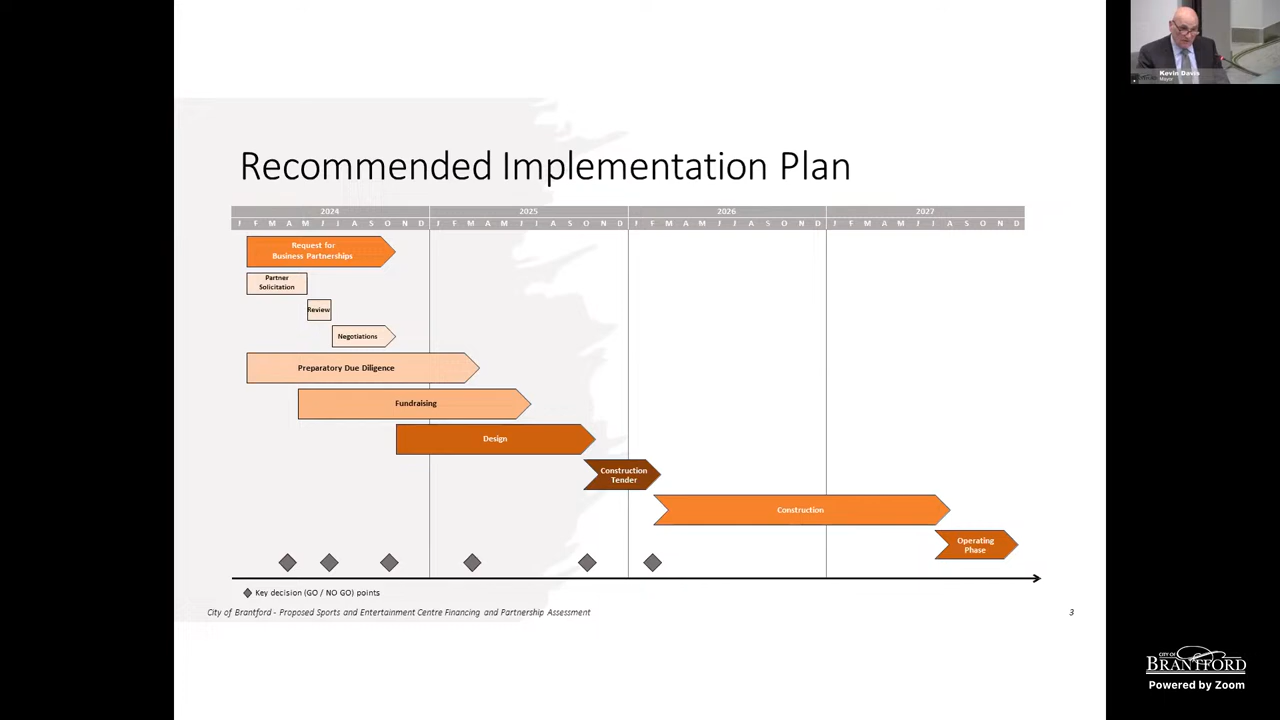 Recommended Implementation Plan
2024 2025 2026 2027
J F M A M J J A S O N D J F M A M J J A S O N D J F M A M J J A S O N D J F M A M J J A S O N D
Request for
Business Partnerships
Partner
Solicitation
Review
Negotiations
Preparatory Due Diligence
Fundraising
Design
Construction
Tender
Construction
Operating
Phase
Key decision (GO / NO GO) points
City of Brantford - Proposed Sports and Entertainment Centre Financing and Partnership Assessment
3
Kevin Davis
Mayor
CITY OF
BRANTFORD
Powered by Zoom